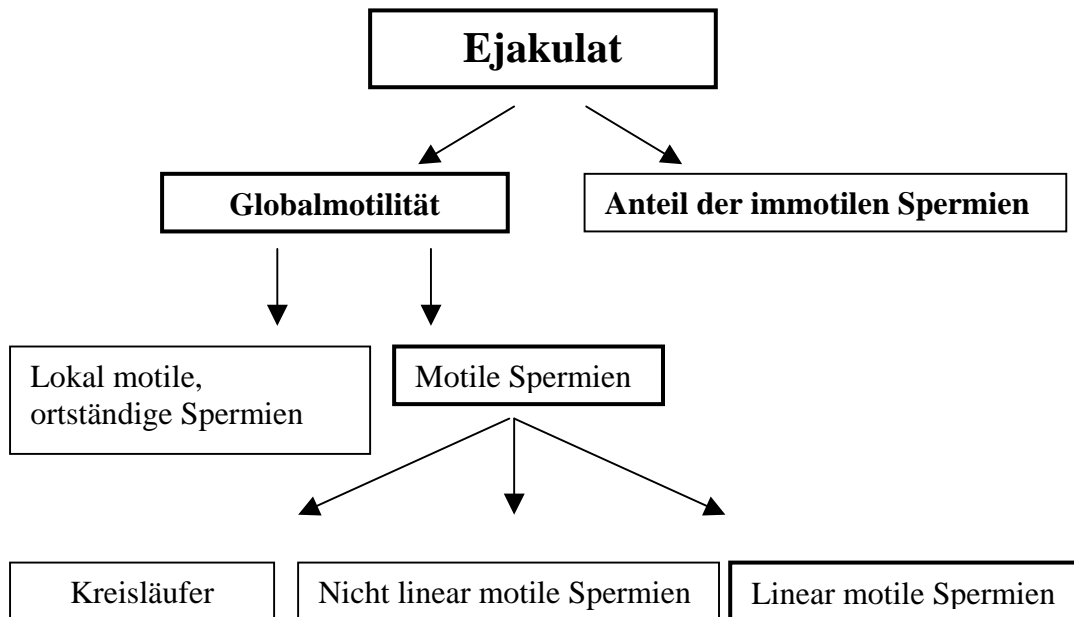 Ejakulat
Globalmotilität
Anteil der immotilen Spermien
Lokal motile,
ortständige Spermien
Motile Spermien
Kreisläufer
Nicht linear motile Spermien
Linear motile Spermien